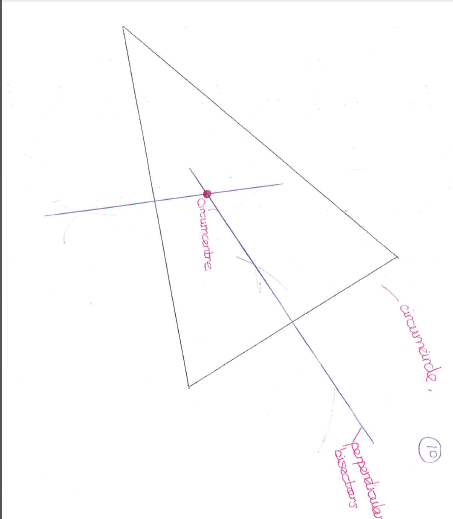 circumcentre
circumcircle.
10
perpendicular
bisectors